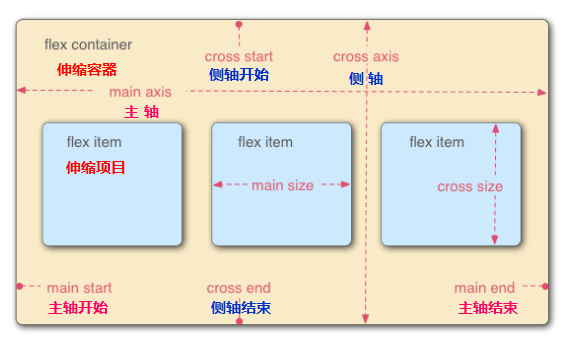 flex container
伸缩容器
cross start
侧轴开始
cross axis
侧 轴
main axis
主 轴
flex item
伸缩项目
flex item
main size
flex item
cross size
main start
主轴开始
cross end
侧轴结束
main end
主轴结束